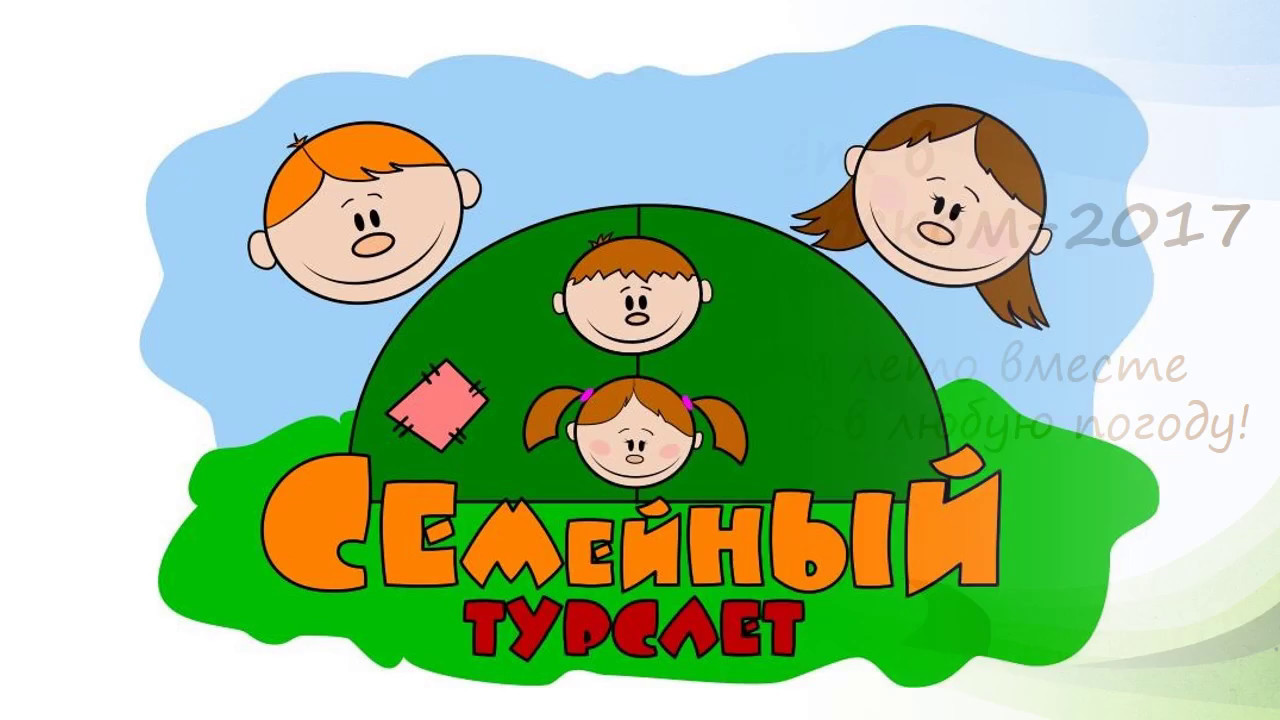 в
-2017
лето вместе
в любую погоду!
СЕМЕЙНЫЙ
ТУРСЛЕТ